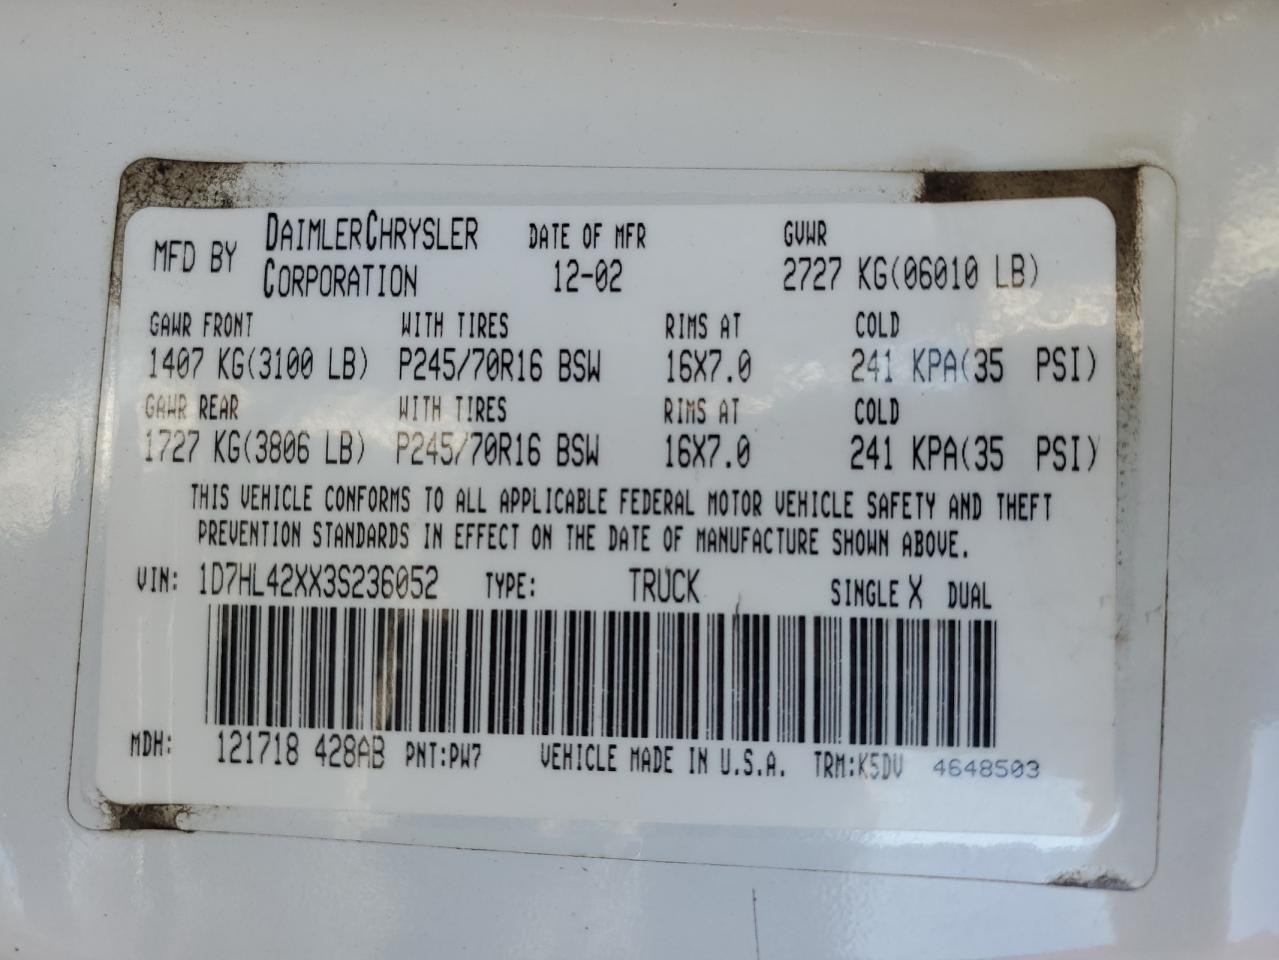 MFD BY DAIMLERCHRYSLER CORPORATION DATE OF MFR 12-02 GVWR 2727 KG(06010 LB)
GAWR FRONT WITH TIRES RIMS AT COLD
1407 KG(3100 LB) P245/70R16 BSW 16X7.0 241 KPA(35 PSI)
GAWR REAR WITH TIRES RIMS AT COLD
1727 KG(3806 LB) P245/70R16 BSW 16X7.0 241 KPA(35 PSI)
THIS VEHICLE CONFORMS TO ALL APPLICABLE FEDERAL MOTOR VEHICLE SAFETY AND THEFT
PREVENTION STANDARDS IN EFFECT ON THE DATE OF MANUFACTURE SHOWN ABOVE.
VIN: 1D7HL42XX3S236052 TYPE: TRUCK SINGLE X DUAL
MDH: 121718 428AB PNT:PW7 VEHICLE MADE IN U.S.A. TRM:K5DV 4648503